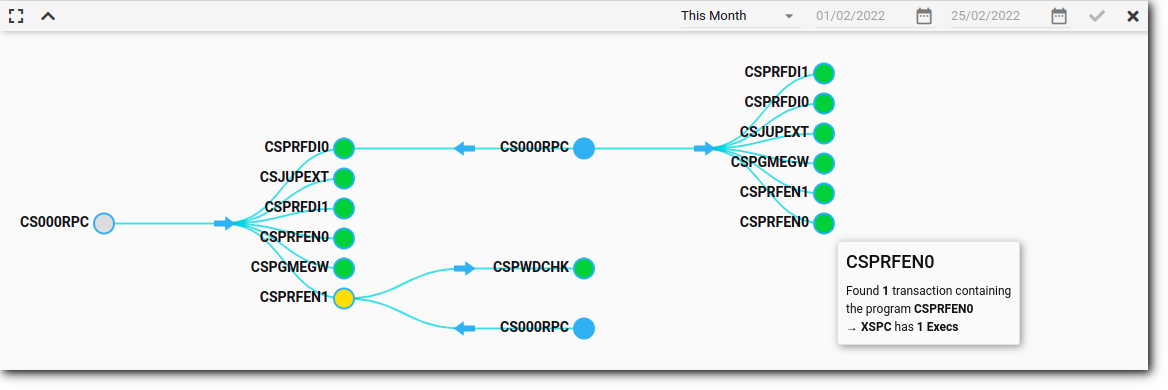 This Month 01/02/2022 25/02/2022
CSPRFDI1
CSPRFDI0
CSJUPEXT
CSPGMEGW
CSPRFEN1
CSPRFEN0
CSPRFDI0
CS000RPC
CSJUPEXT
CSPRFDI1
CS000RPC
CSPRFEN0
CSPGMEGW
CSPWDCHK
CSPRFEN1
CS000RPC
CSPRFEN0
Found 1 transaction containing
the program CSPRFEN0
→ XSPC has 1 Execs